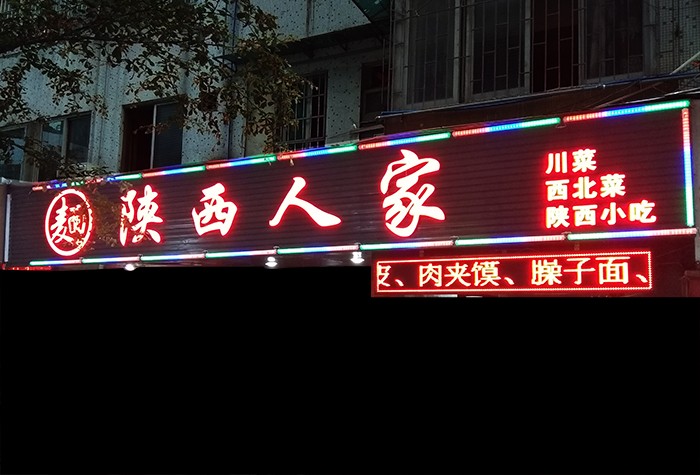 陕西人家
川菜
西北菜
陕西小吃
皮、肉夹馍、臊子面、